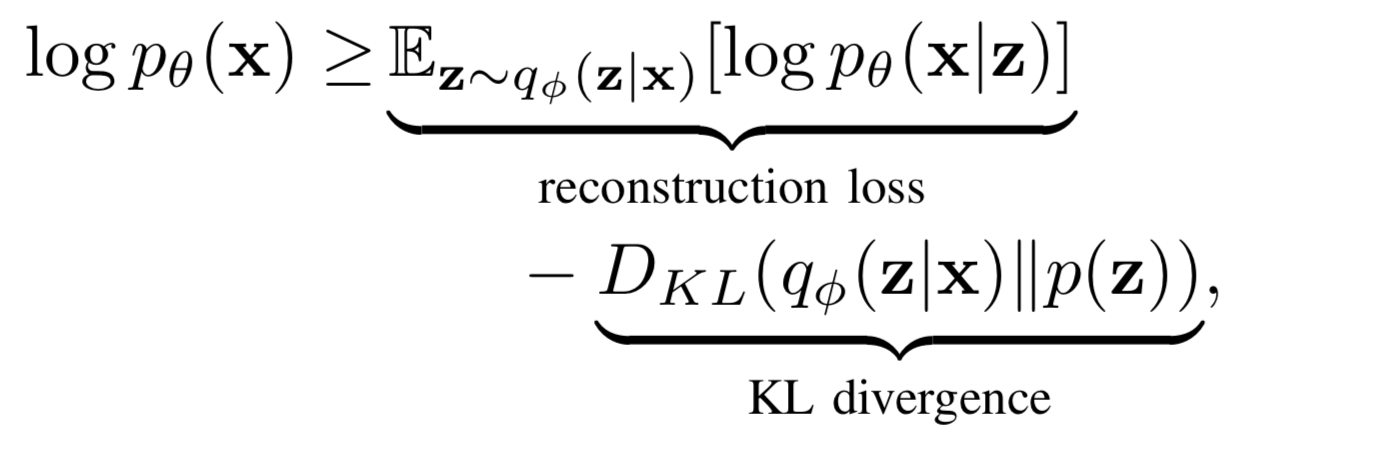 log p_θ(𝐱) ≥ 𝔼_{𝐳∼q_ϕ(𝐳|𝐱)}[log p_θ(𝐱|𝐳)]
reconstruction loss
− D_{KL}(q_ϕ(𝐳|𝐱)‖p(𝐳)),
KL divergence